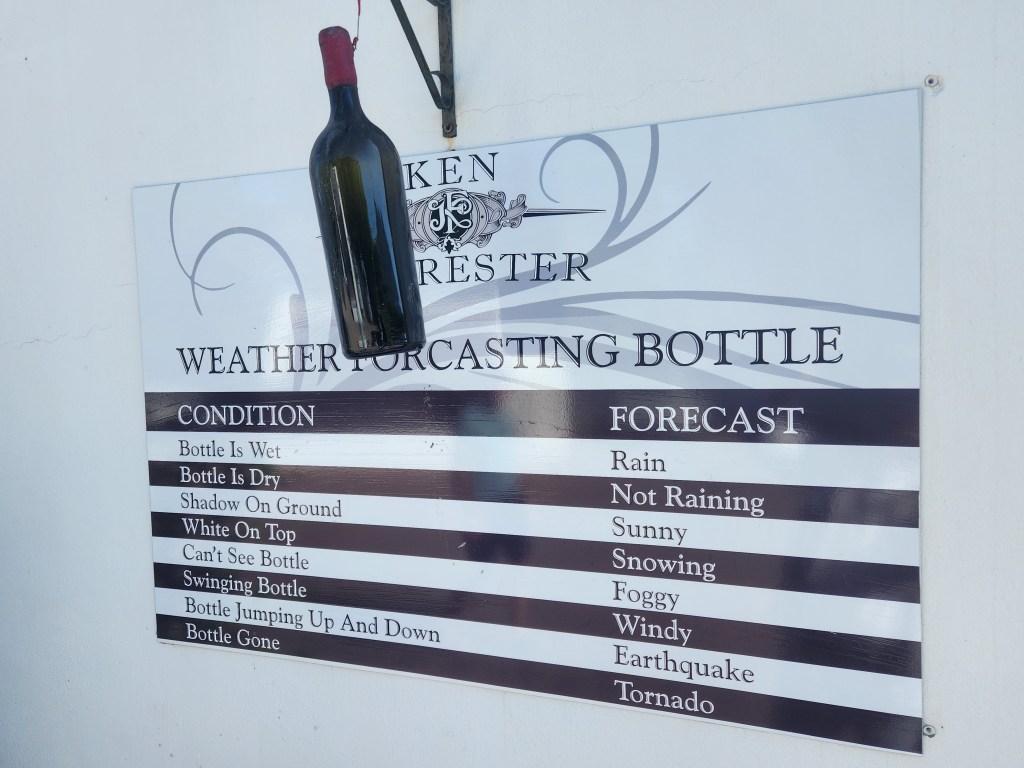 KEN
RESTER
WEATHER FORCASTING BOTTLE
CONDITION FORECAST
Bottle Is Wet Rain
Bottle Is Dry Not Raining
Shadow On Ground Sunny
White On Top Snowing
Can't See Bottle Foggy
Swinging Bottle Windy
Bottle Jumping Up And Down Earthquake
Bottle Gone Tornado